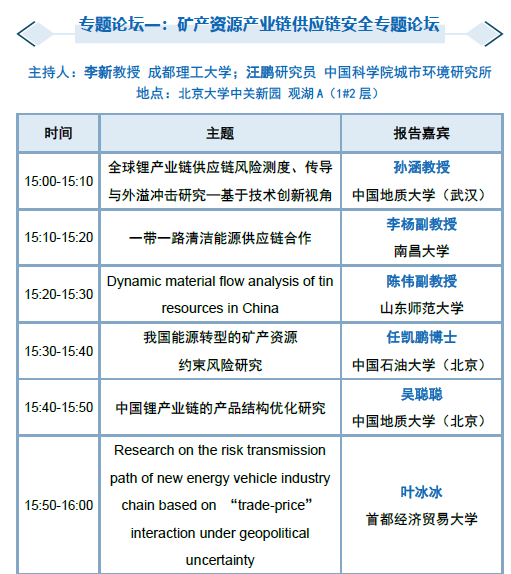 专题论坛一：矿产资源产业链供应链安全专题论坛
主持人：李新教授 成都理工大学；汪鹏研究员 中国科学院城市环境研究所
地点：北京大学中关新园 观湖A（1#2层）
时间 主题 报告嘉宾
15:00-15:10
全球锂产业链供应链风险测度、传导
与外溢冲击研究—基于技术创新视角
孙涵教授
中国地质大学（武汉）
15:10-15:20
一带一路清洁能源供应链合作
李杨副教授
南昌大学
15:20-15:30
Dynamic material flow analysis of tin
resources in China
陈伟副教授
山东师范大学
15:30-15:40
我国能源转型的矿产资源
约束风险研究
任凯鹏博士
中国石油大学（北京）
15:40-15:50
中国锂产业链的产品结构优化研究
吴聪聪
中国地质大学（北京）
15:50-16:00
Research on the risk transmission
path of new energy vehicle industry
chain based on “trade-price”
interaction under geopolitical
uncertainty
叶冰冰
首都经济贸易大学